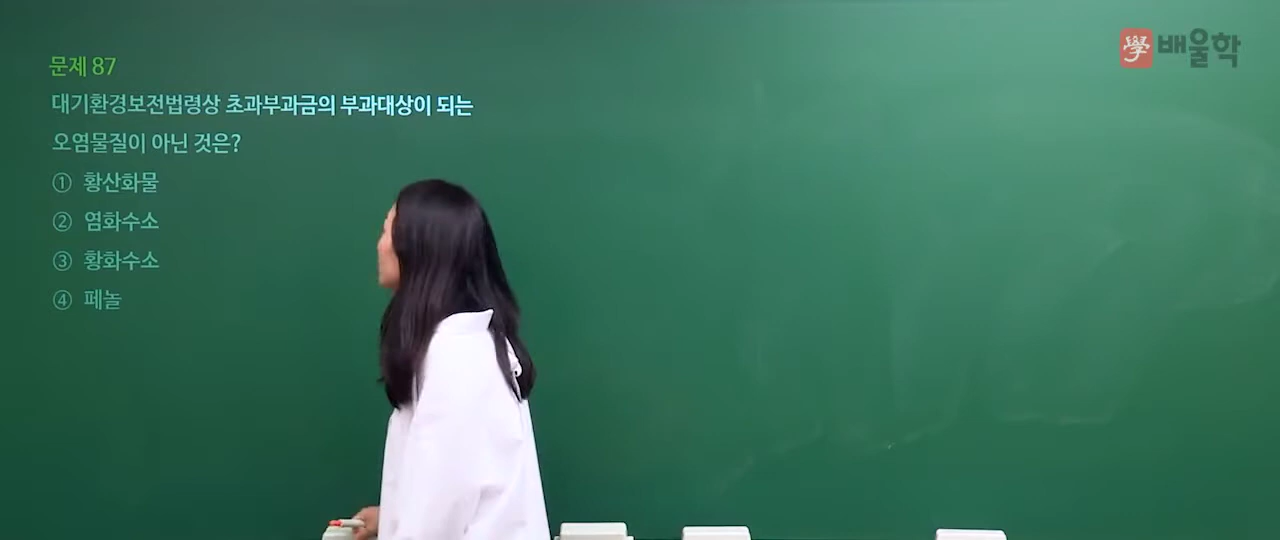 學 배울학
문제 87
대기환경보전법령상 초과부과금의 부과대상이 되는
오염물질이 아닌 것은?
① 황산화물
② 염화수소
③ 황화수소
④ 페놀